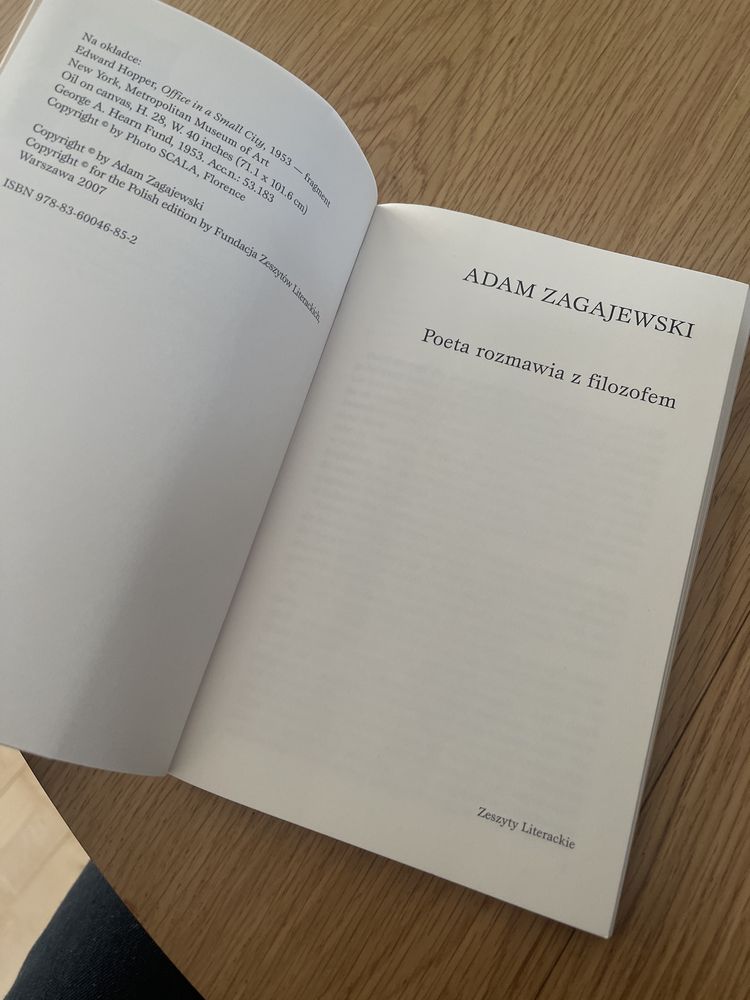 Na okładce:
Edward Hopper, Office in a Small City, 1953 — fragment
New York, Metropolitan Museum of Art
Oil on canvas, H. 28, W. 40 inches (71.1 x 101.6 cm)
George A. Hearn Fund, 1953. Acc.n.: 53.183
Copyright © by Photo SCALA, Florence
Copyright © by Adam Zagajewski
Copyright © for the Polish edition by Fundacja Zeszytów Literackich,
Warszawa 2007
ISBN 978-83-60046-85-2
ADAM ZAGAJEWSKI
Poeta rozmawia z filozofem
Zeszyty Literackie